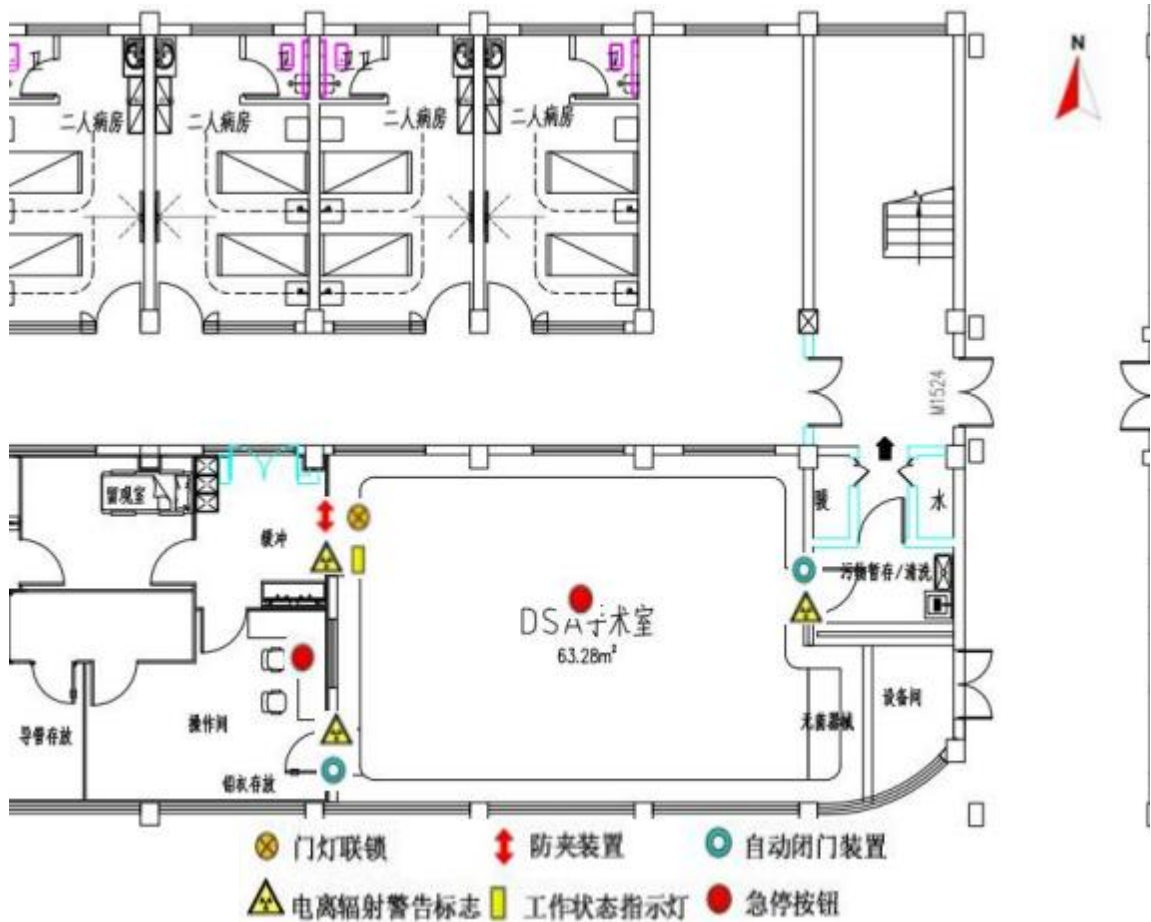 N
二人病房
二人病房
二人病房
二人病房
M1524
留观室
缓冲
暖
水
污物暂存/清洗
DSA手术室
63.28m²
操作间
导管存放
铅衣存放
无菌器械
设备间
门灯联锁
防夹装置
自动闭门装置
电离辐射警告标志
工作状态指示灯
急停按钮